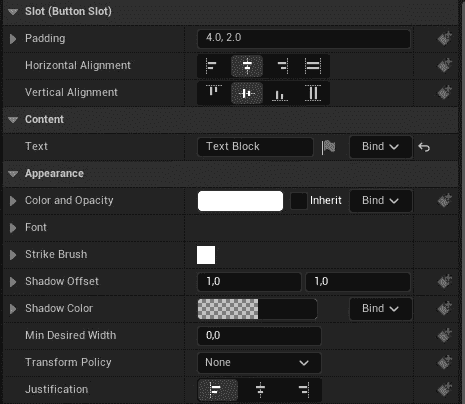 Slot (Button Slot)
Padding 4.0, 2.0
Horizontal Alignment
Vertical Alignment
Content
Text Text Block Bind
Appearance
Color and Opacity Inherit Bind
Font
Strike Brush
Shadow Offset 1,0 1,0
Shadow Color Bind
Min Desired Width 0,0
Transform Policy None
Justification